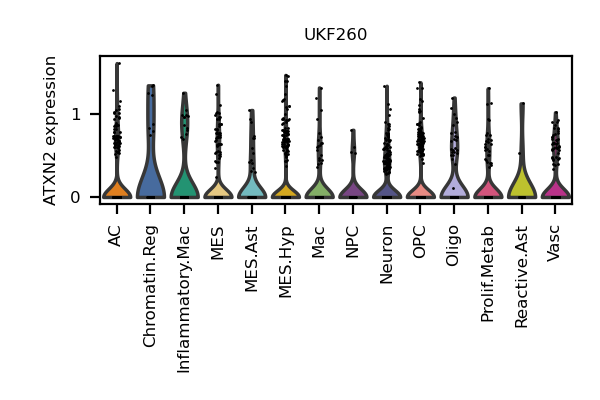 UKF260
ATXN2 expression
1
0
AC
Chromatin.Reg
Inflammatory.Mac
MES
MES.Ast
MES.Hyp
Mac
NPC
Neuron
OPC
Oligo
Prolif.Metab
Reactive.Ast
Vasc